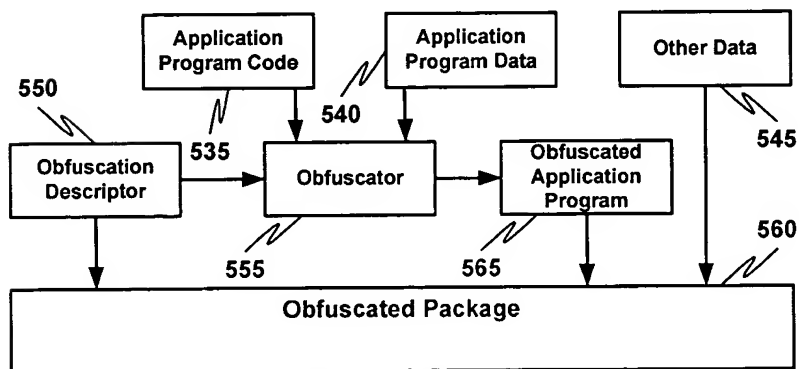 Application
Program Code
Application
Program Data
Other Data
550
535
540
545
Obfuscation
Descriptor
Obfuscator
Obfuscated
Application
Program
555
565
560
Obfuscated Package